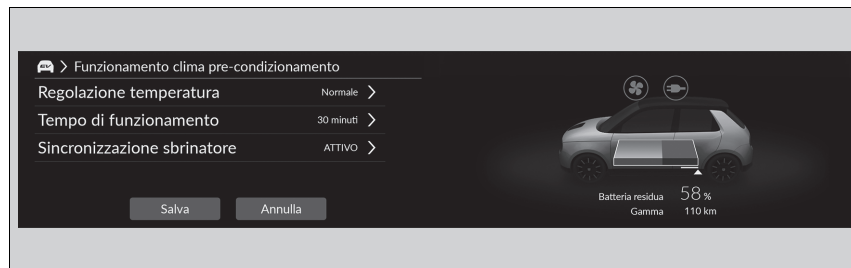 EV > Funzionamento clima pre-condizionamento
Regolazione temperatura Normale >
Tempo di funzionamento 30 minuti >
Sincronizzazione sbrinatore ATTIVO >
Salva Annulla
Batteria residua 58 %
Gamma 110 km